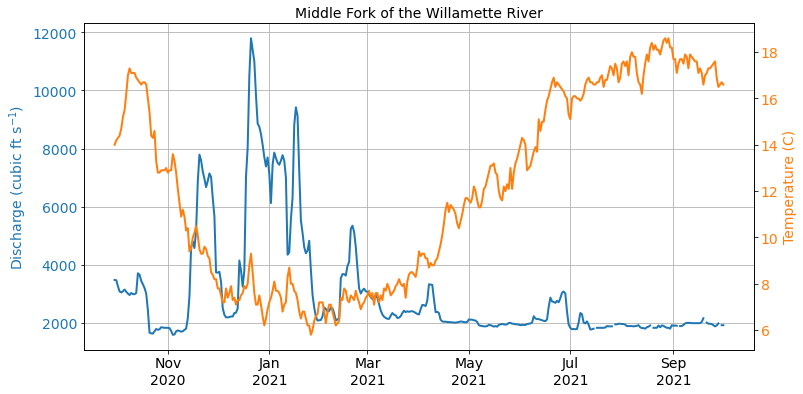 Middle Fork of the Willamette River
12000
10000
8000
6000
4000
2000
Discharge (cubic ft s⁻¹)
18
16
14
12
10
8
6
Temperature (C)
Nov
2020
Jan
2021
Mar
2021
May
2021
Jul
2021
Sep
2021